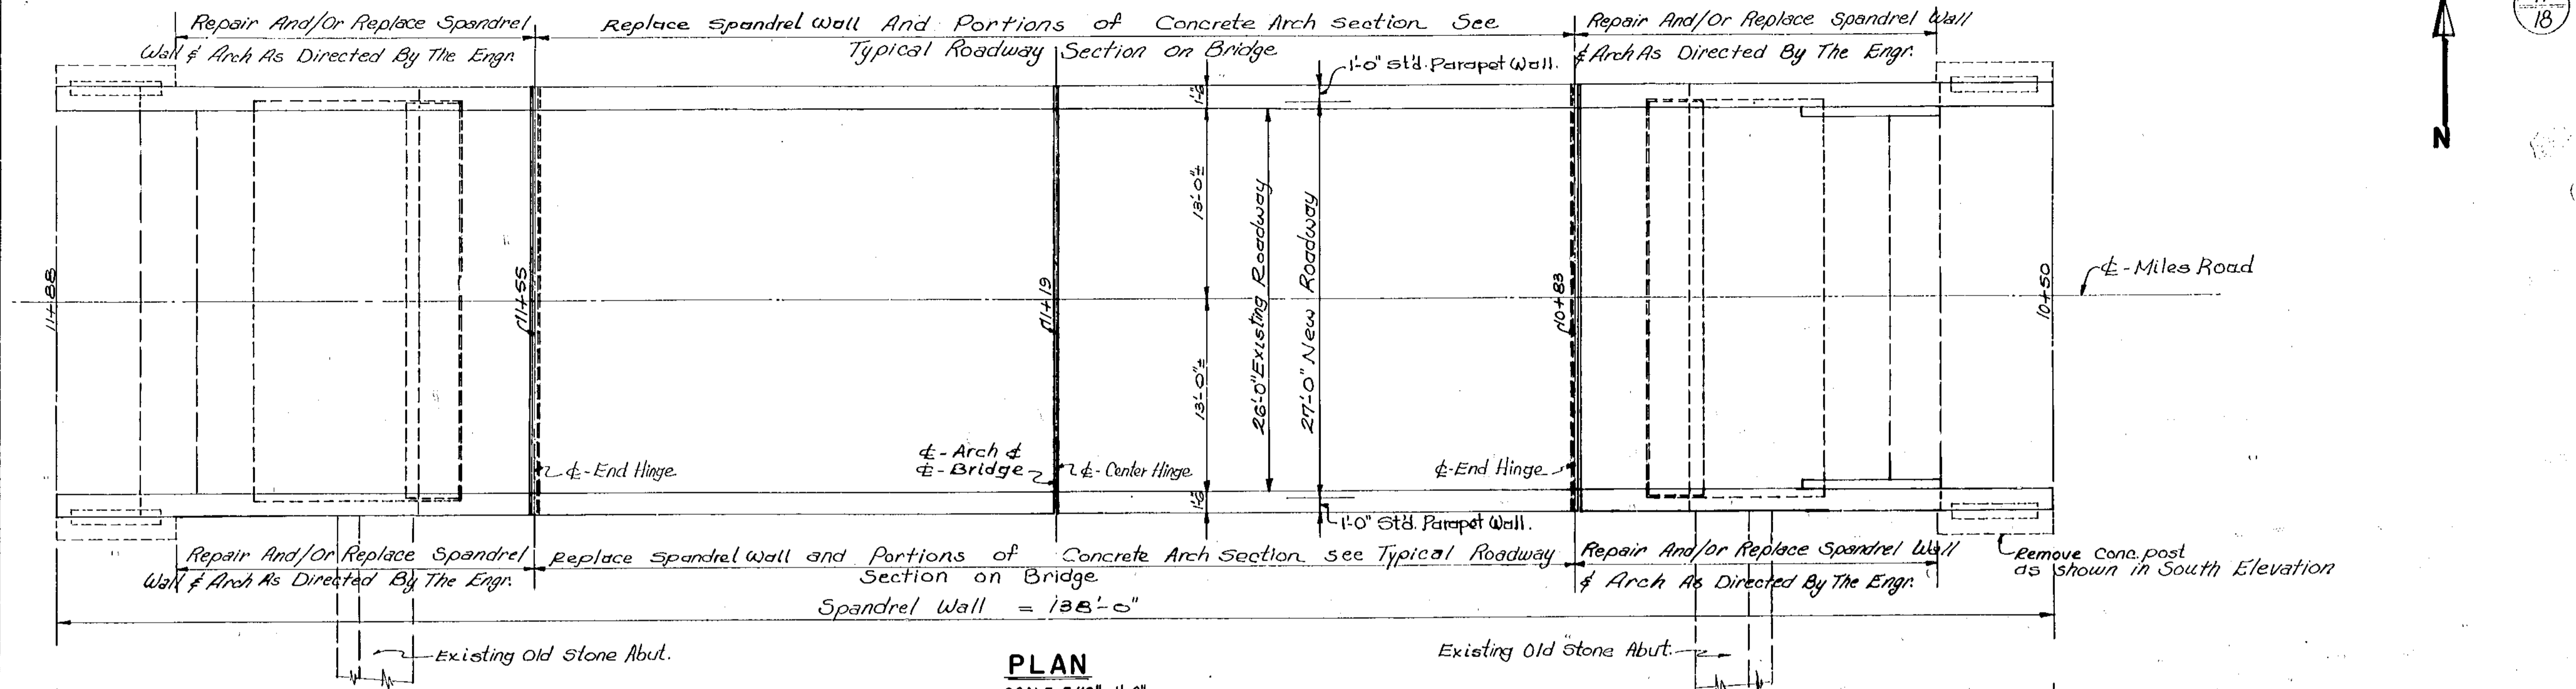 Repair And/Or Replace Spandrel
Wall & Arch As Directed By The Engr.
Replace Spandrel Wall And Portions of Concrete Arch Section See
Typical Roadway Section On Bridge
Repair And/Or Replace Spandrel Wall
& Arch As Directed By The Engr.
18
N
1'-0" St'd. Parapet Wall.
1'-6"
13'-0"±
26'-0" Existing Roadway
27'-0" New Roadway
13'-0"±
1'-6"
11+88
11+55
11+19
10+83
10+50
℄-Miles Road
℄-End Hinge
℄-Arch &
℄-Bridge
℄-Center Hinge
℄-End Hinge
1'-0" St'd. Parapet Wall.
Repair And/Or Replace Spandrel
Wall & Arch As Directed By The Engr.
Replace Spandrel Wall and Portions of Concrete Arch Section see Typical Roadway
Section on Bridge
Repair And/Or Replace Spandrel Wall
& Arch As Directed By The Engr.
Remove Conc. post
as shown in South Elevation
Spandrel Wall = 138'-0"
Existing Old Stone Abut.
Existing Old Stone Abut.
PLAN